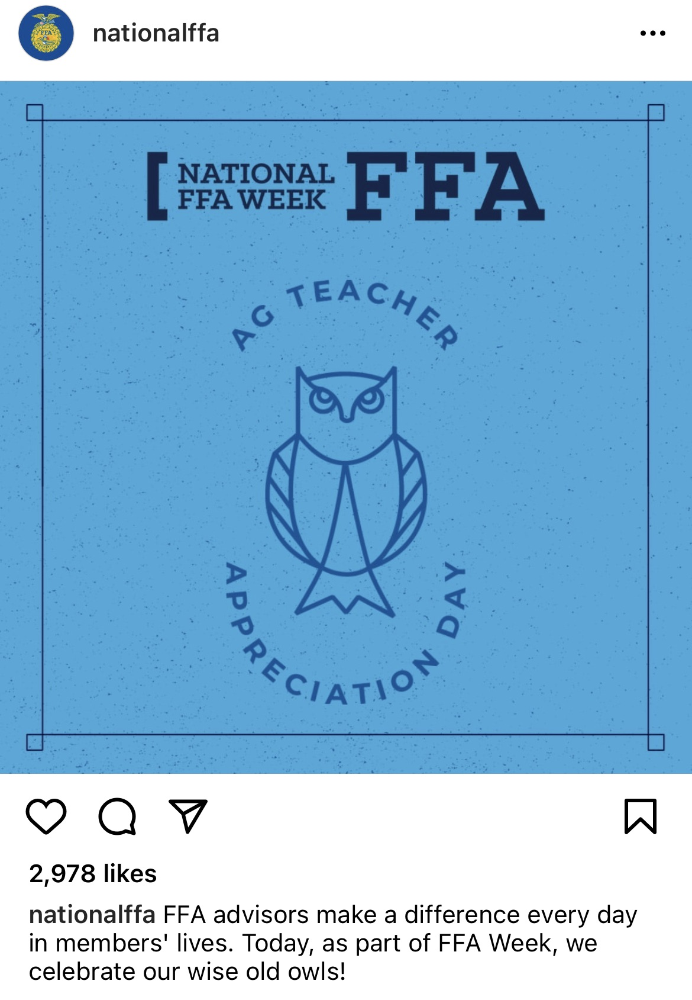 nationalffa
FFA
NATIONAL
FFA WEEK
FFA
AG TEACHER
APPRECIATION DAY
2,978 likes
nationalffa FFA advisors make a difference every day
in members' lives. Today, as part of FFA Week, we
celebrate our wise old owls!